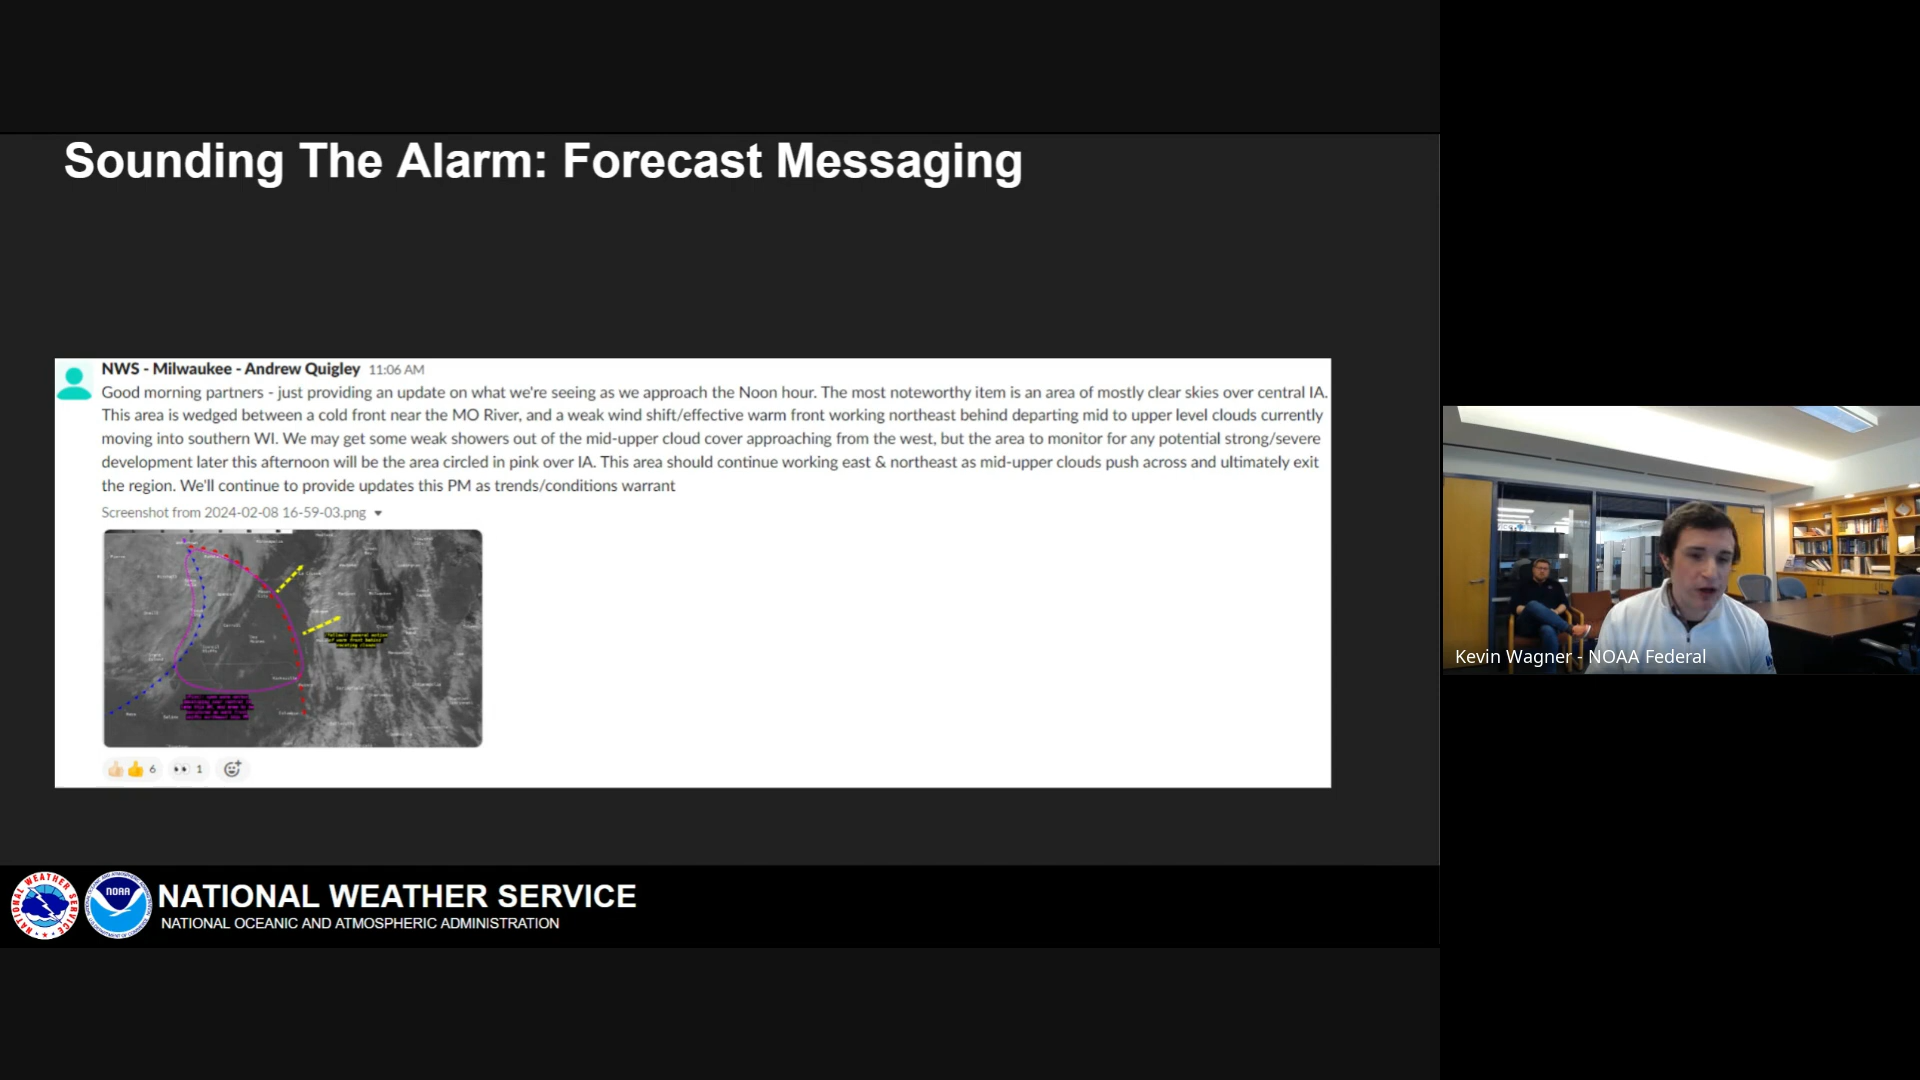 Sounding The Alarm: Forecast Messaging
NWS - Milwaukee - Andrew Quigley 11:06 AM
Good morning partners - just providing an update on what we're seeing as we approach the Noon hour. The most noteworthy item is an area of mostly clear skies over central IA.
This area is wedged between a cold front near the MO River, and a weak wind shift/effective warm front working northeast behind departing mid to upper level clouds currently
moving into southern WI. We may get some weak showers out of the mid-upper cloud cover approaching from the west, but the area to monitor for any potential strong/severe
development later this afternoon will be the area circled in pink over IA. This area should continue working east & northeast as mid-upper clouds push across and ultimately exit
the region. We'll continue to provide updates this PM as trends/conditions warrant
Screenshot from 2024-02-08 16-59-03.png
6 1
Kevin Wagner - NOAA Federal
NATIONAL WEATHER SERVICE
NOAA
NATIONAL WEATHER SERVICE
NATIONAL OCEANIC AND ATMOSPHERIC ADMINISTRATION